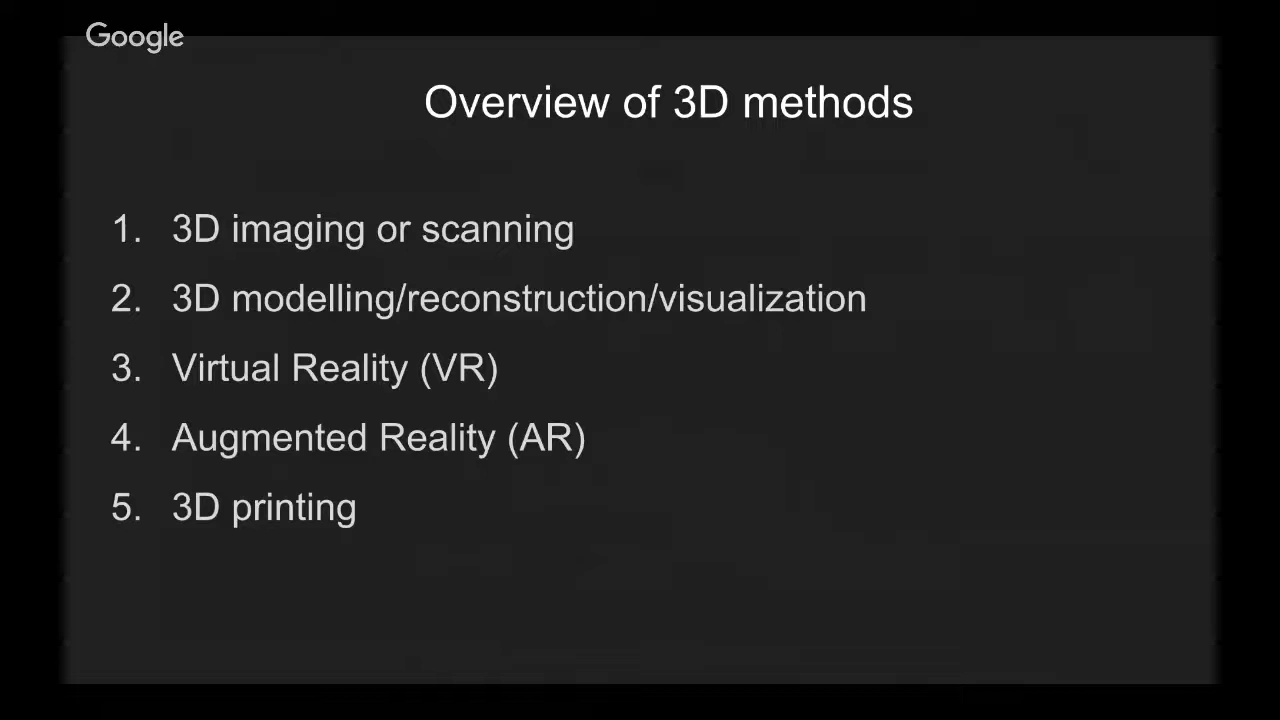 Google
Overview of 3D methods
1. 3D imaging or scanning
2. 3D modelling/reconstruction/visualization
3. Virtual Reality (VR)
4. Augmented Reality (AR)
5. 3D printing